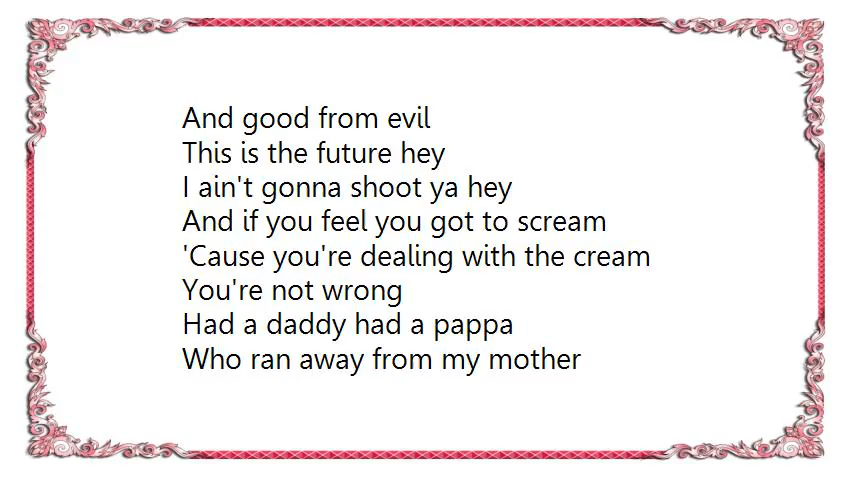 And good from evil
This is the future hey
I ain't gonna shoot ya hey
And if you feel you got to scream
'Cause you're dealing with the cream
You're not wrong
Had a daddy had a pappa
Who ran away from my mother